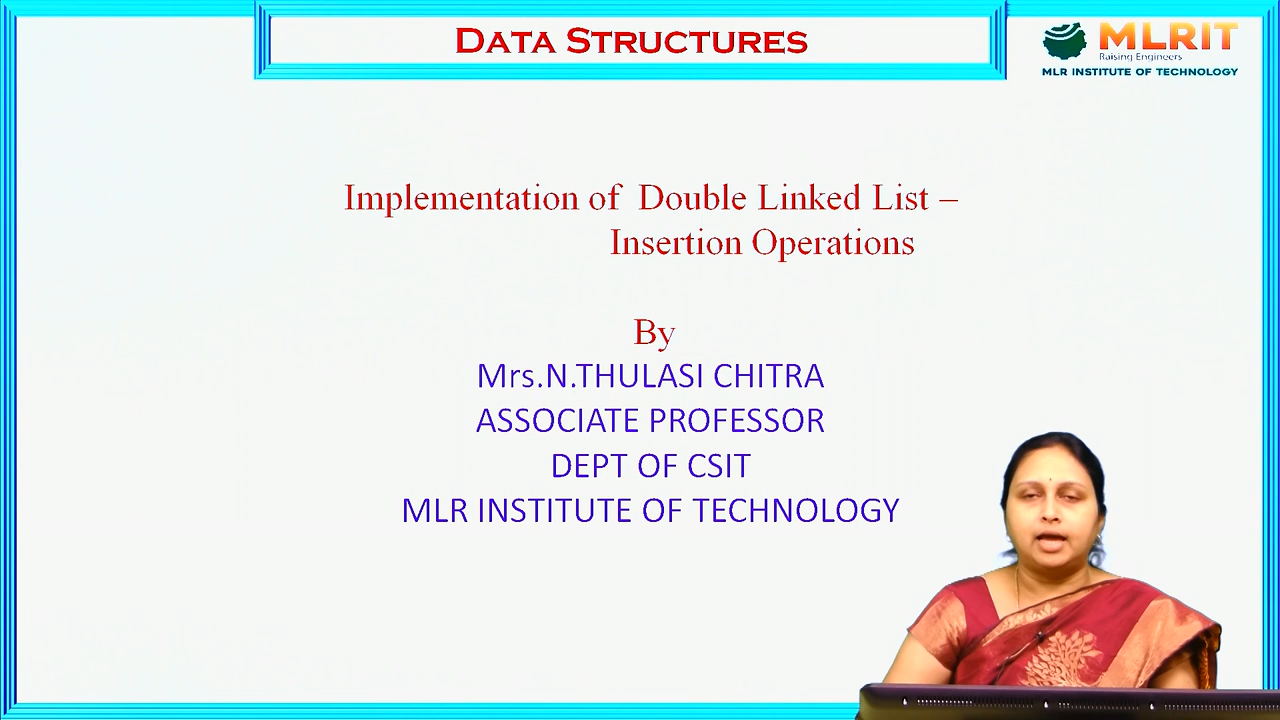 DATA STRUCTURES
MLRIT
Raising Engineers
MLR INSTITUTE OF TECHNOLOGY
Implementation of Double Linked List –
Insertion Operations
By
Mrs.N.THULASI CHITRA
ASSOCIATE PROFESSOR
DEPT OF CSIT
MLR INSTITUTE OF TECHNOLOGY